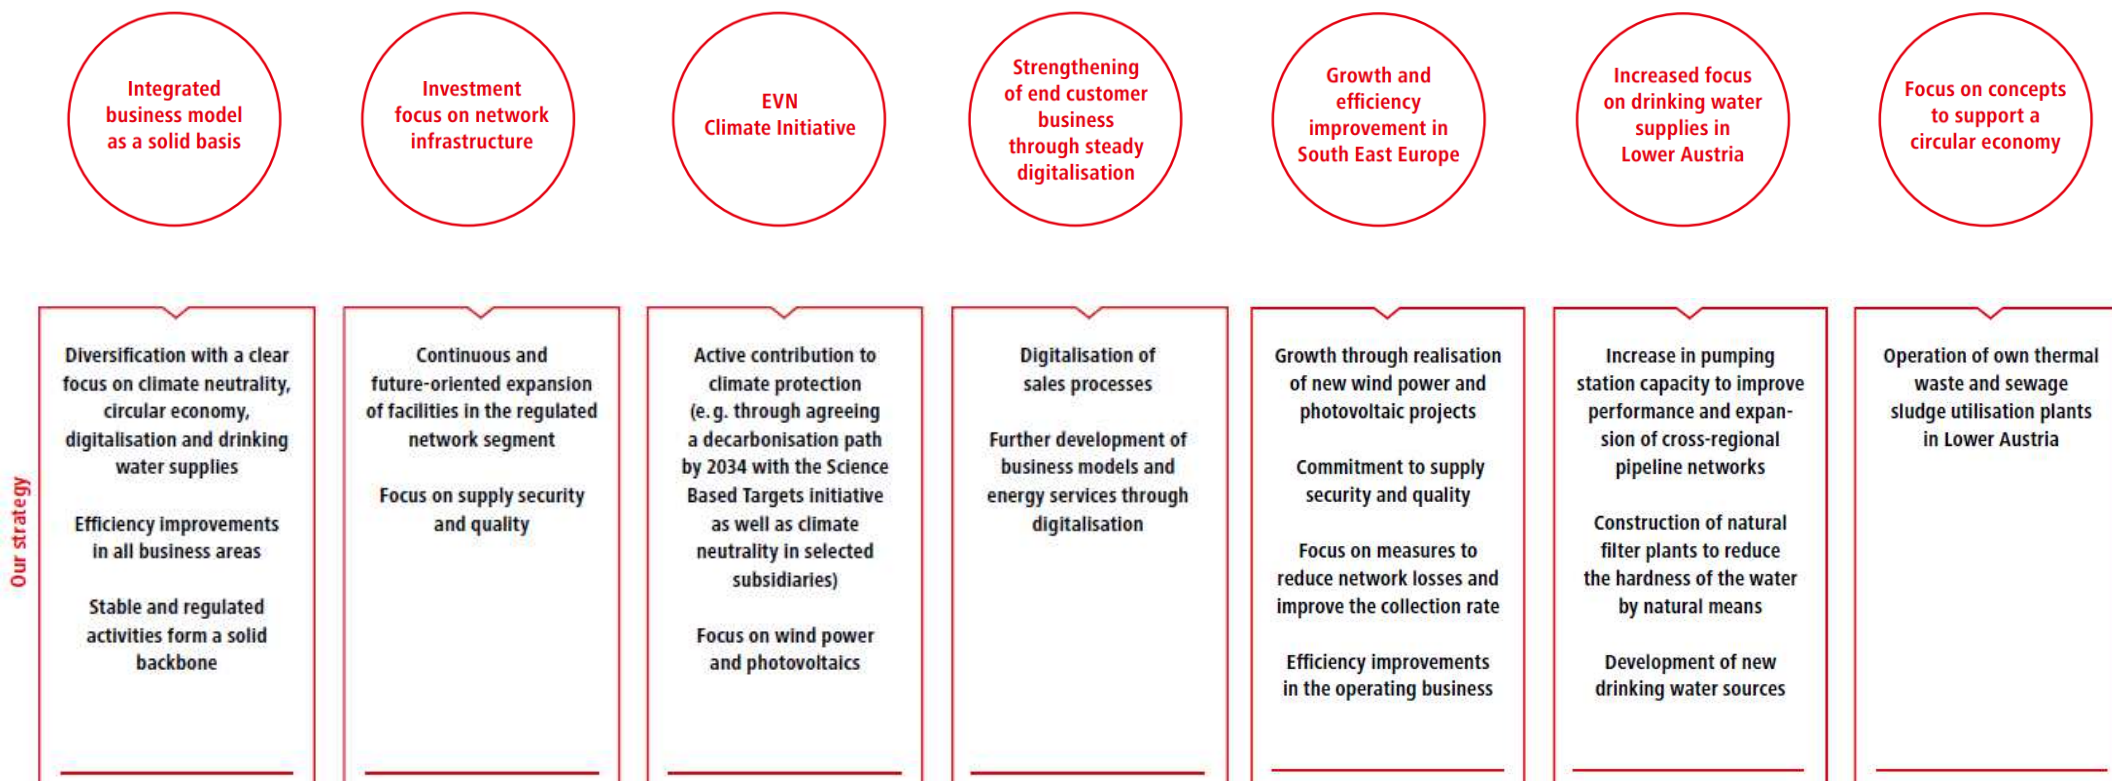 Integrated
business model
as a solid basis
Investment
focus on network
infrastructure
EVN
Climate Initiative
Strengthening
of end customer
business
through steady
digitalisation
Growth and
efficiency
improvement in
South East Europe
Increased focus
on drinking water
supplies in
Lower Austria
Focus on concepts
to support a
circular economy
Our strategy
Diversification with a clear
focus on climate neutrality,
circular economy,
digitalisation and drinking
water supplies
Efficiency improvements
in all business areas
Stable and regulated
activities form a solid
backbone
Continuous and
future-oriented expansion
of facilities in the regulated
network segment
Focus on supply security
and quality
Active contribution to
climate protection
(e. g. through agreeing
a decarbonisation path
by 2034 with the Science
Based Targets initiative
as well as climate
neutrality in selected
subsidiaries)
Focus on wind power
and photovoltaics
Digitalisation of
sales processes
Further development of
business models and
energy services through
digitalisation
Growth through realisation
of new wind power and
photovoltaic projects
Commitment to supply
security and quality
Focus on measures to
reduce network losses and
improve the collection rate
Efficiency improvements
in the operating business
Increase in pumping
station capacity to improve
performance and expan-
sion of cross-regional
pipeline networks
Construction of natural
filter plants to reduce
the hardness of the water
by natural means
Development of new
drinking water sources
Operation of own thermal
waste and sewage
sludge utilisation plants
in Lower Austria